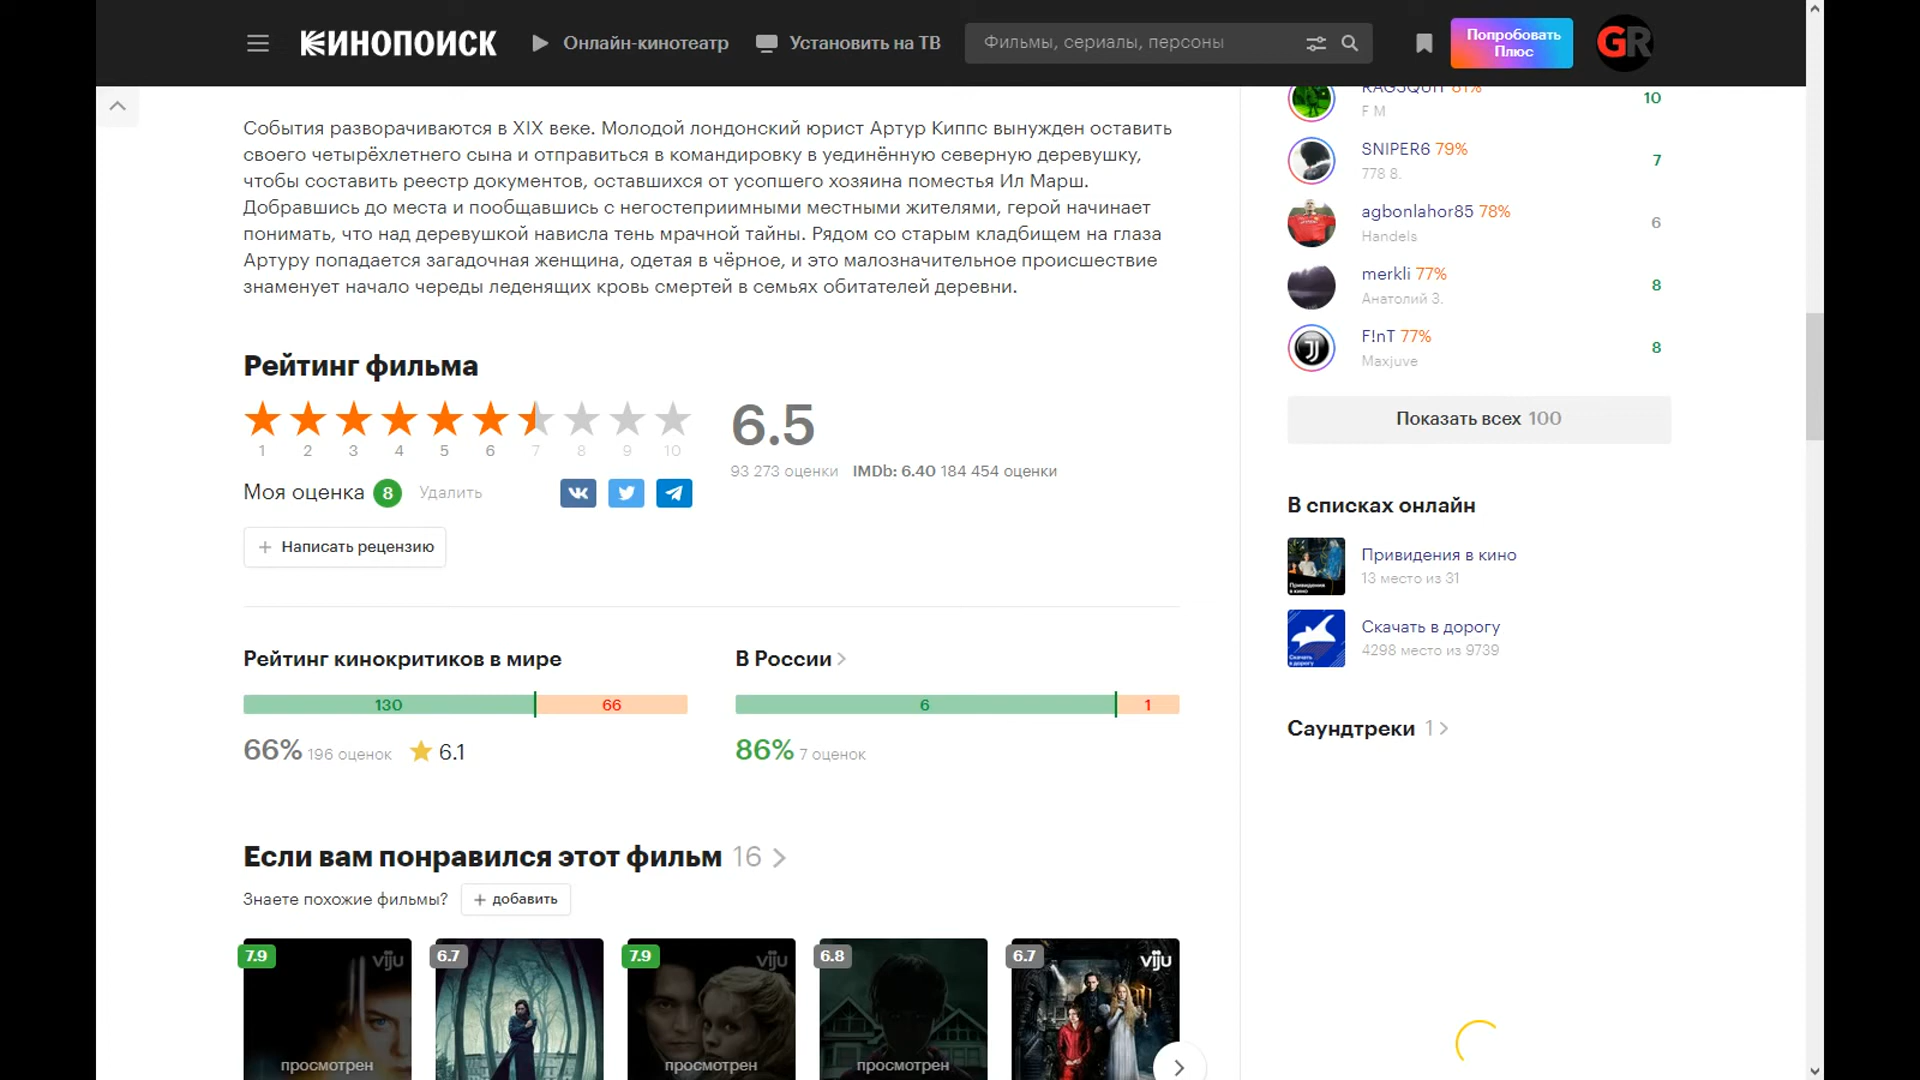 КИНОПОИСК
Онлайн-кинотеатр
Установить на ТВ
Фильмы, сериалы, персоны
Попробовать
Плюс
GR
События разворачиваются в XIX веке. Молодой лондонский юрист Артур Киппс вынужден оставить
своего четырёхлетнего сына и отправиться в командировку в уединённую северную деревушку,
чтобы составить реестр документов, оставшихся от усопшего хозяина поместья Ил Марш.
Добравшись до места и пообщавшись с негостеприимными местными жителями, герой начинает
понимать, что над деревушкой нависла тень мрачной тайны. Рядом со старым кладбищем на глаза
Артуру попадается загадочная женщина, одетая в чёрное, и это малозначительное происшествие
знаменует начало череды леденящих кровь смертей в семьях обитателей деревни.
Рейтинг фильма
1 2 3 4 5 6 7 8 9 10
6.5
93 273 оценки IMDb: 6.40 184 454 оценки
Моя оценка 8 Удалить
+ Написать рецензию
Рейтинг кинокритиков в мире
130 66
66% 196 оценок 6.1
В России
6 1
86% 7 оценок
Если вам понравился этот фильм 16
Знаете похожие фильмы? + добавить
7.9 viju просмотрен
6.7
7.9 viju просмотрен
6.8 просмотрен
6.7 viju
81% 10
F M
SNIPER6 79% 7
778 8.
agbonlahor85 78% 6
Handels
merkli 77% 8
Анатолий З.
F!nT 77% 8
Maxjuve
Показать всех 100
В списках онлайн
Привидения в кино
13 место из 31
Привидения
в кино
Скачать в дорогу
4298 место из 9739
Скачать
в дорогу
Саундтреки 1